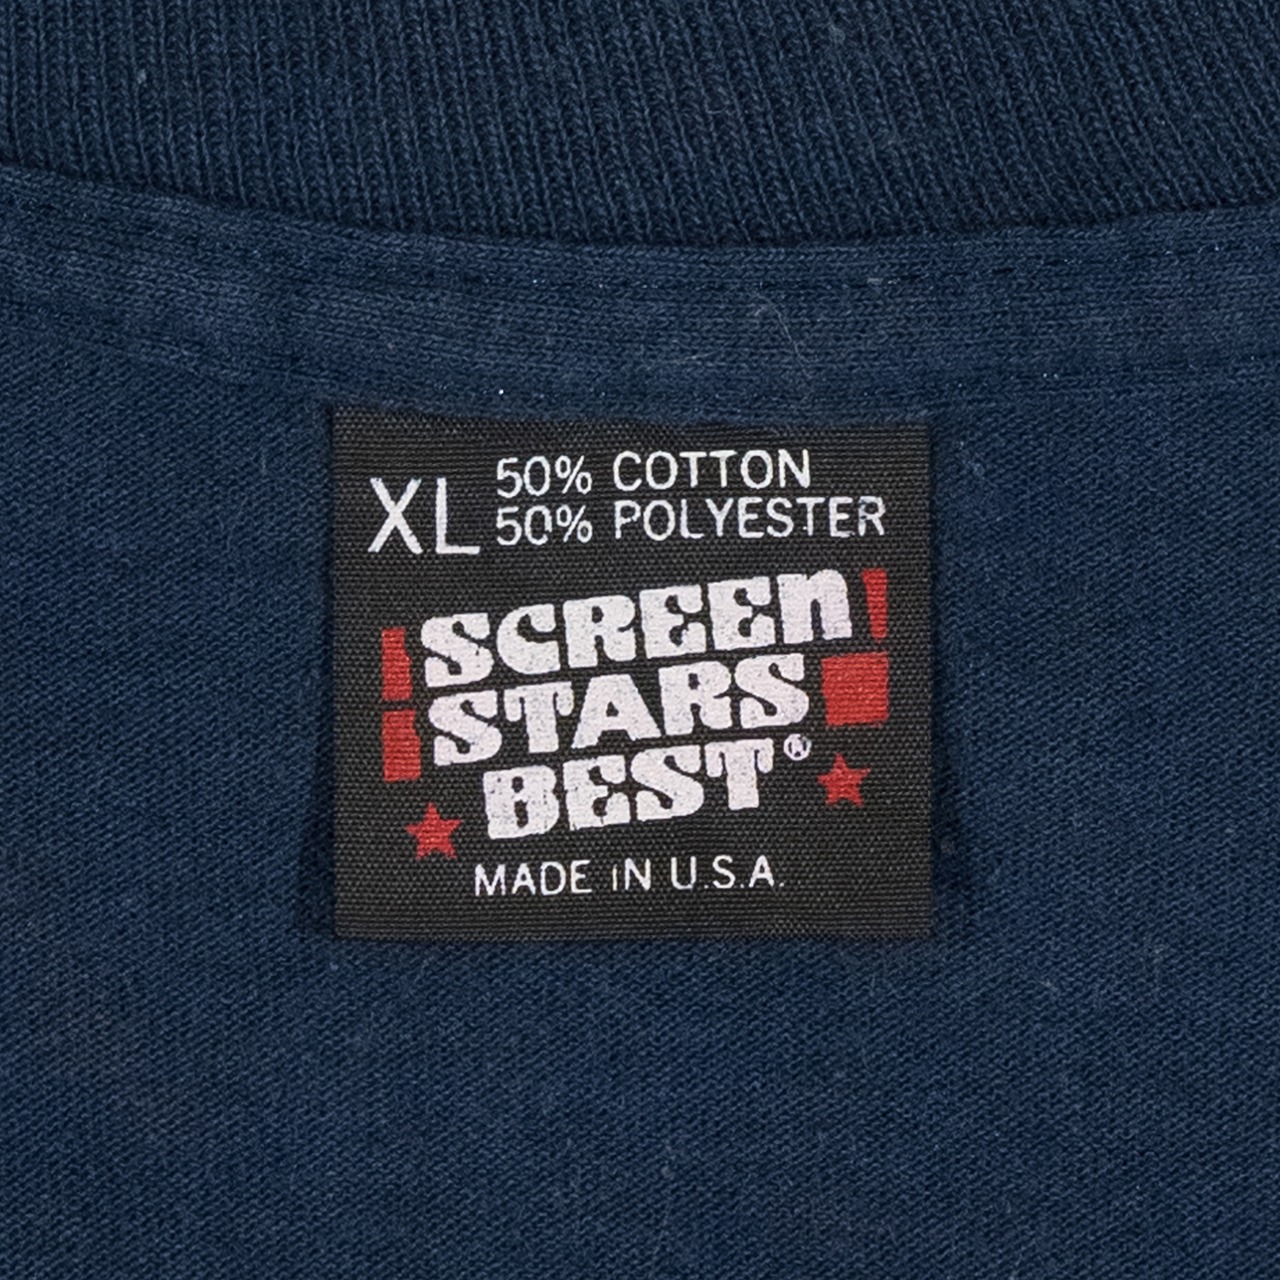 XL
50% COTTON
50% POLYESTER
SCREEN
STARS
BEST®
MADE IN U.S.A.